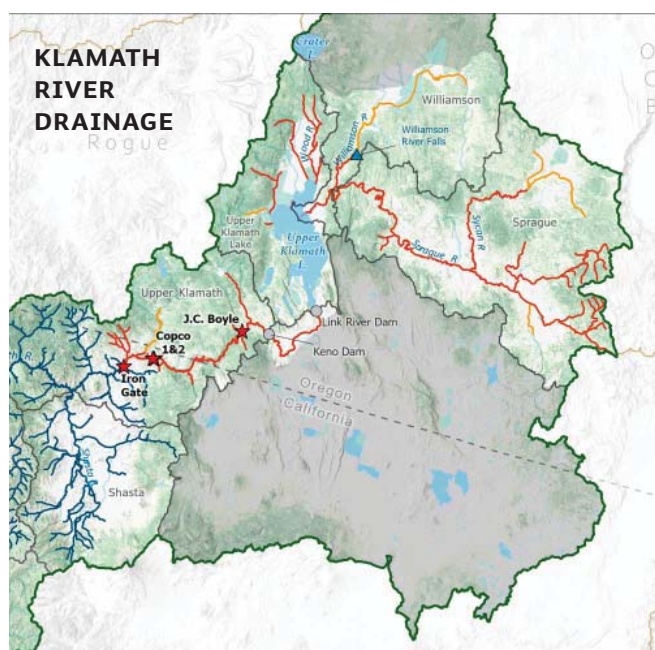 KLAMATH
RIVER
DRAINAGE
Rogue
Crater
L.
Williamson
Wood R
Williamson R.
Williamson
River Falls
Upper
Klamath
Lake
Upper
Klamath
L.
Sprague R
Sycan R
Sprague
Upper Klamath
J.C. Boyle
Copco
1&2
Iron
Gate
Link River Dam
Keno Dam
Oregon
California
Shasta R
Shasta